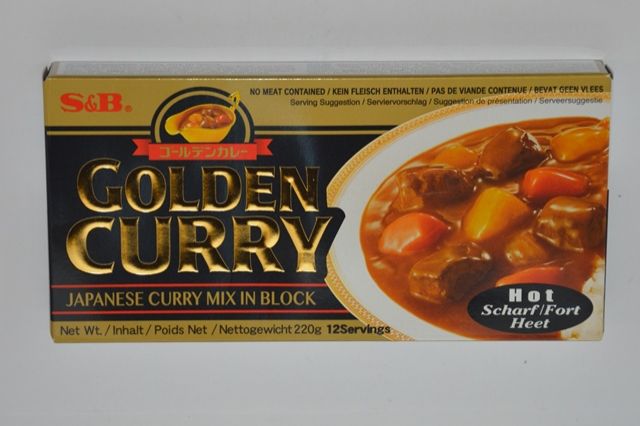 S&B®
NO MEAT CONTAINED / KEIN FLEISCH ENTHALTEN / PAS DE VIANDE CONTENUE / BEVAT GEEN VLEES
Serving Suggestion / Serviervorschlag / Suggestion de présentation / Serveersuggestie
ゴールデンカレー
GOLDEN
CURRY
JAPANESE CURRY MIX IN BLOCK
Hot
Scharf/Fort
Heet
Net Wt. / Inhalt / Poids Net / Nettogewicht 220g 12Servings